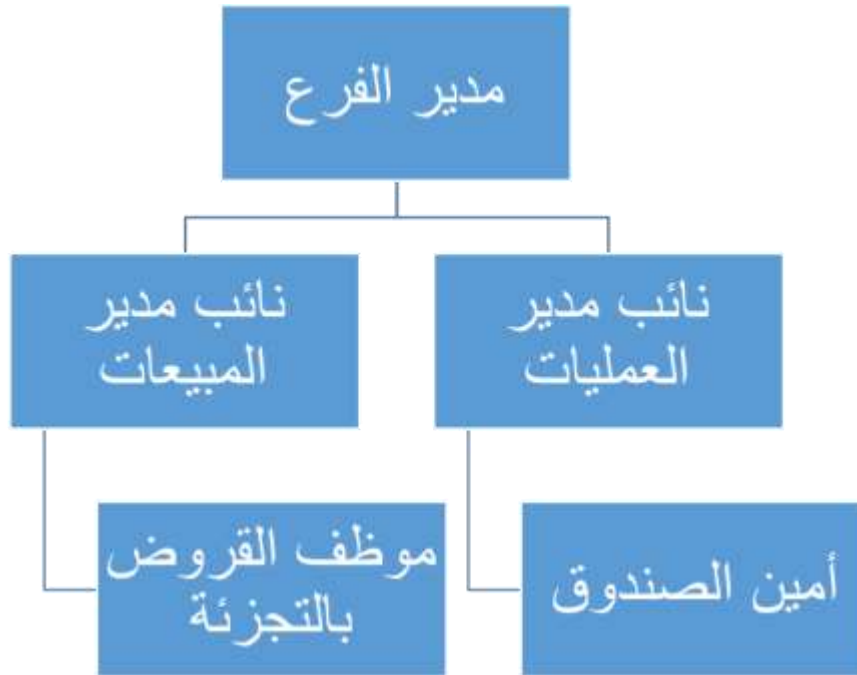 مدير الفرع
نائب مدير
العمليات
نائب مدير
المبيعات
أمين الصندوق
موظف القروض
بالتجزئة